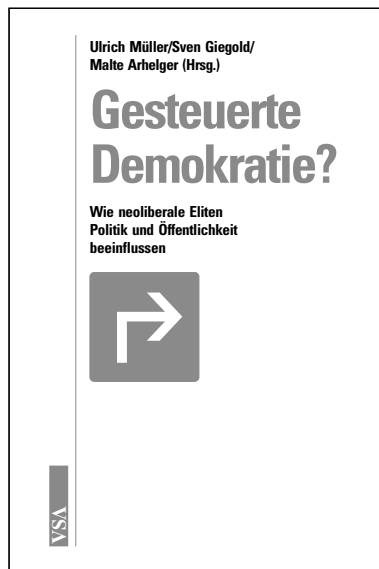 Ulrich Müller/Sven Giegold/
Malte Arhelger (Hrsg.)
Gesteuerte
Demokratie?
Wie neoliberale Eliten
Politik und Öffentlichkeit
beeinflussen
VSA